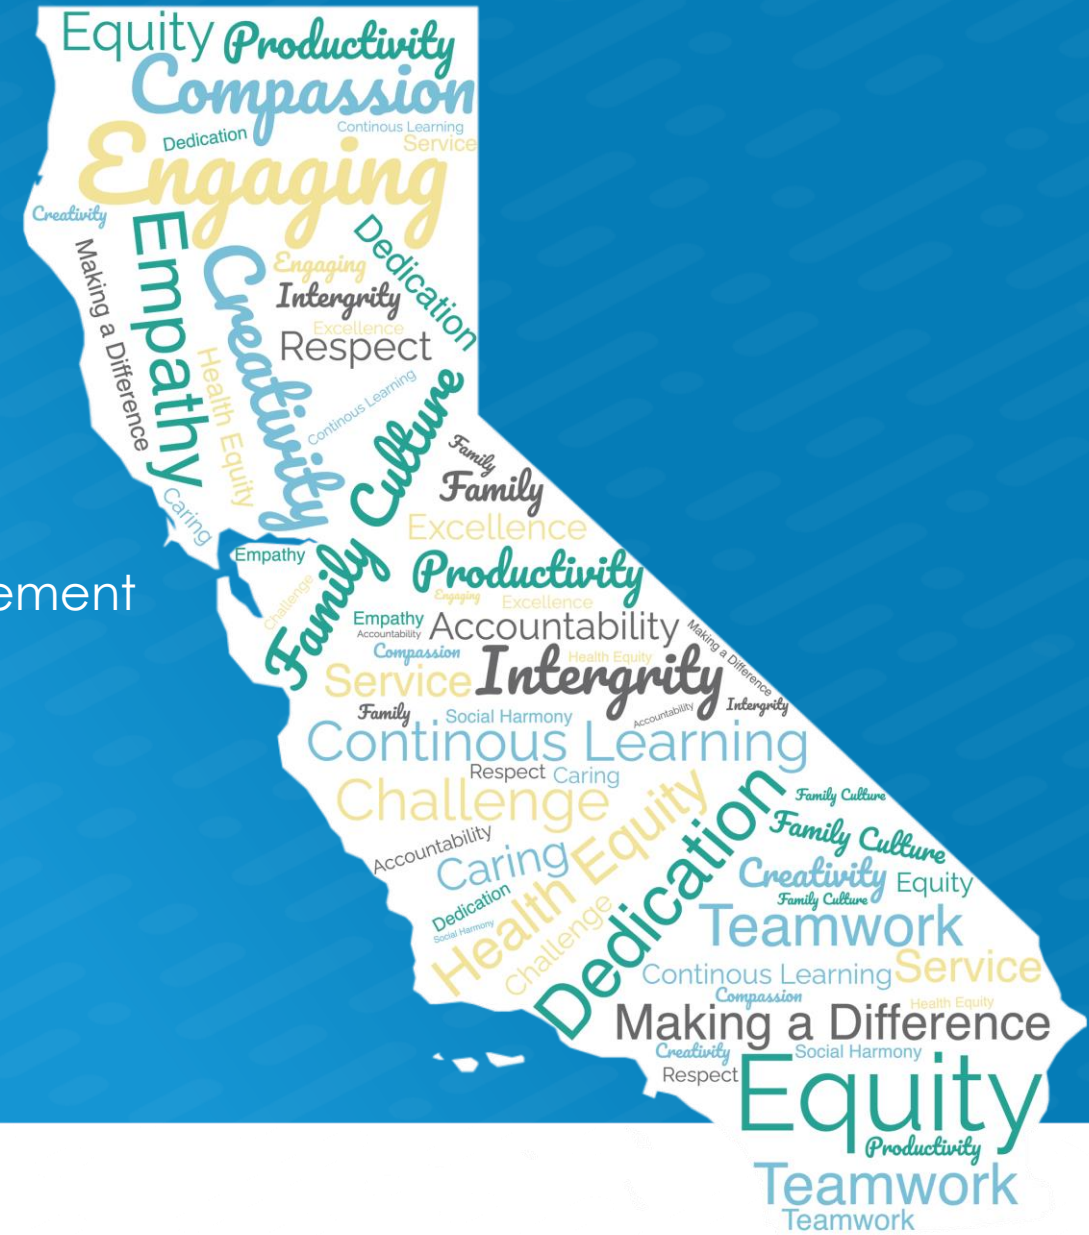 Equity Productivity
Compassion
Dedication
Continous Learning
Service
Engaging
Creativity
Empathy
Making a Difference
Creativity
Dedication
Engaging
Intergrity
Excellence
Respect
Health Equity
Continous Learning
Family Culture
Caring
Family
Family
Excellence
Empathy
Productivity
Challenge
Engaging
Excellence
ement
Empathy
Accountability
Accountability
Making a Difference
Compassion
Health Equity
Service
Intergrity
Intergrity
Family
Social Harmony
Accountability
Continous Learning
Respect
Caring
Challenge
Health Equity
Dedication
Family Culture
Family Culture
Accountability
Caring
Creativity
Equity
Dedication
Family Culture
Social Harmony
Challenge
Teamwork
Continous Learning
Service
Compassion
Health Equity
Making a Difference
Creativity
Social Harmony
Respect
Equity
Productivity
Teamwork
Teamwork